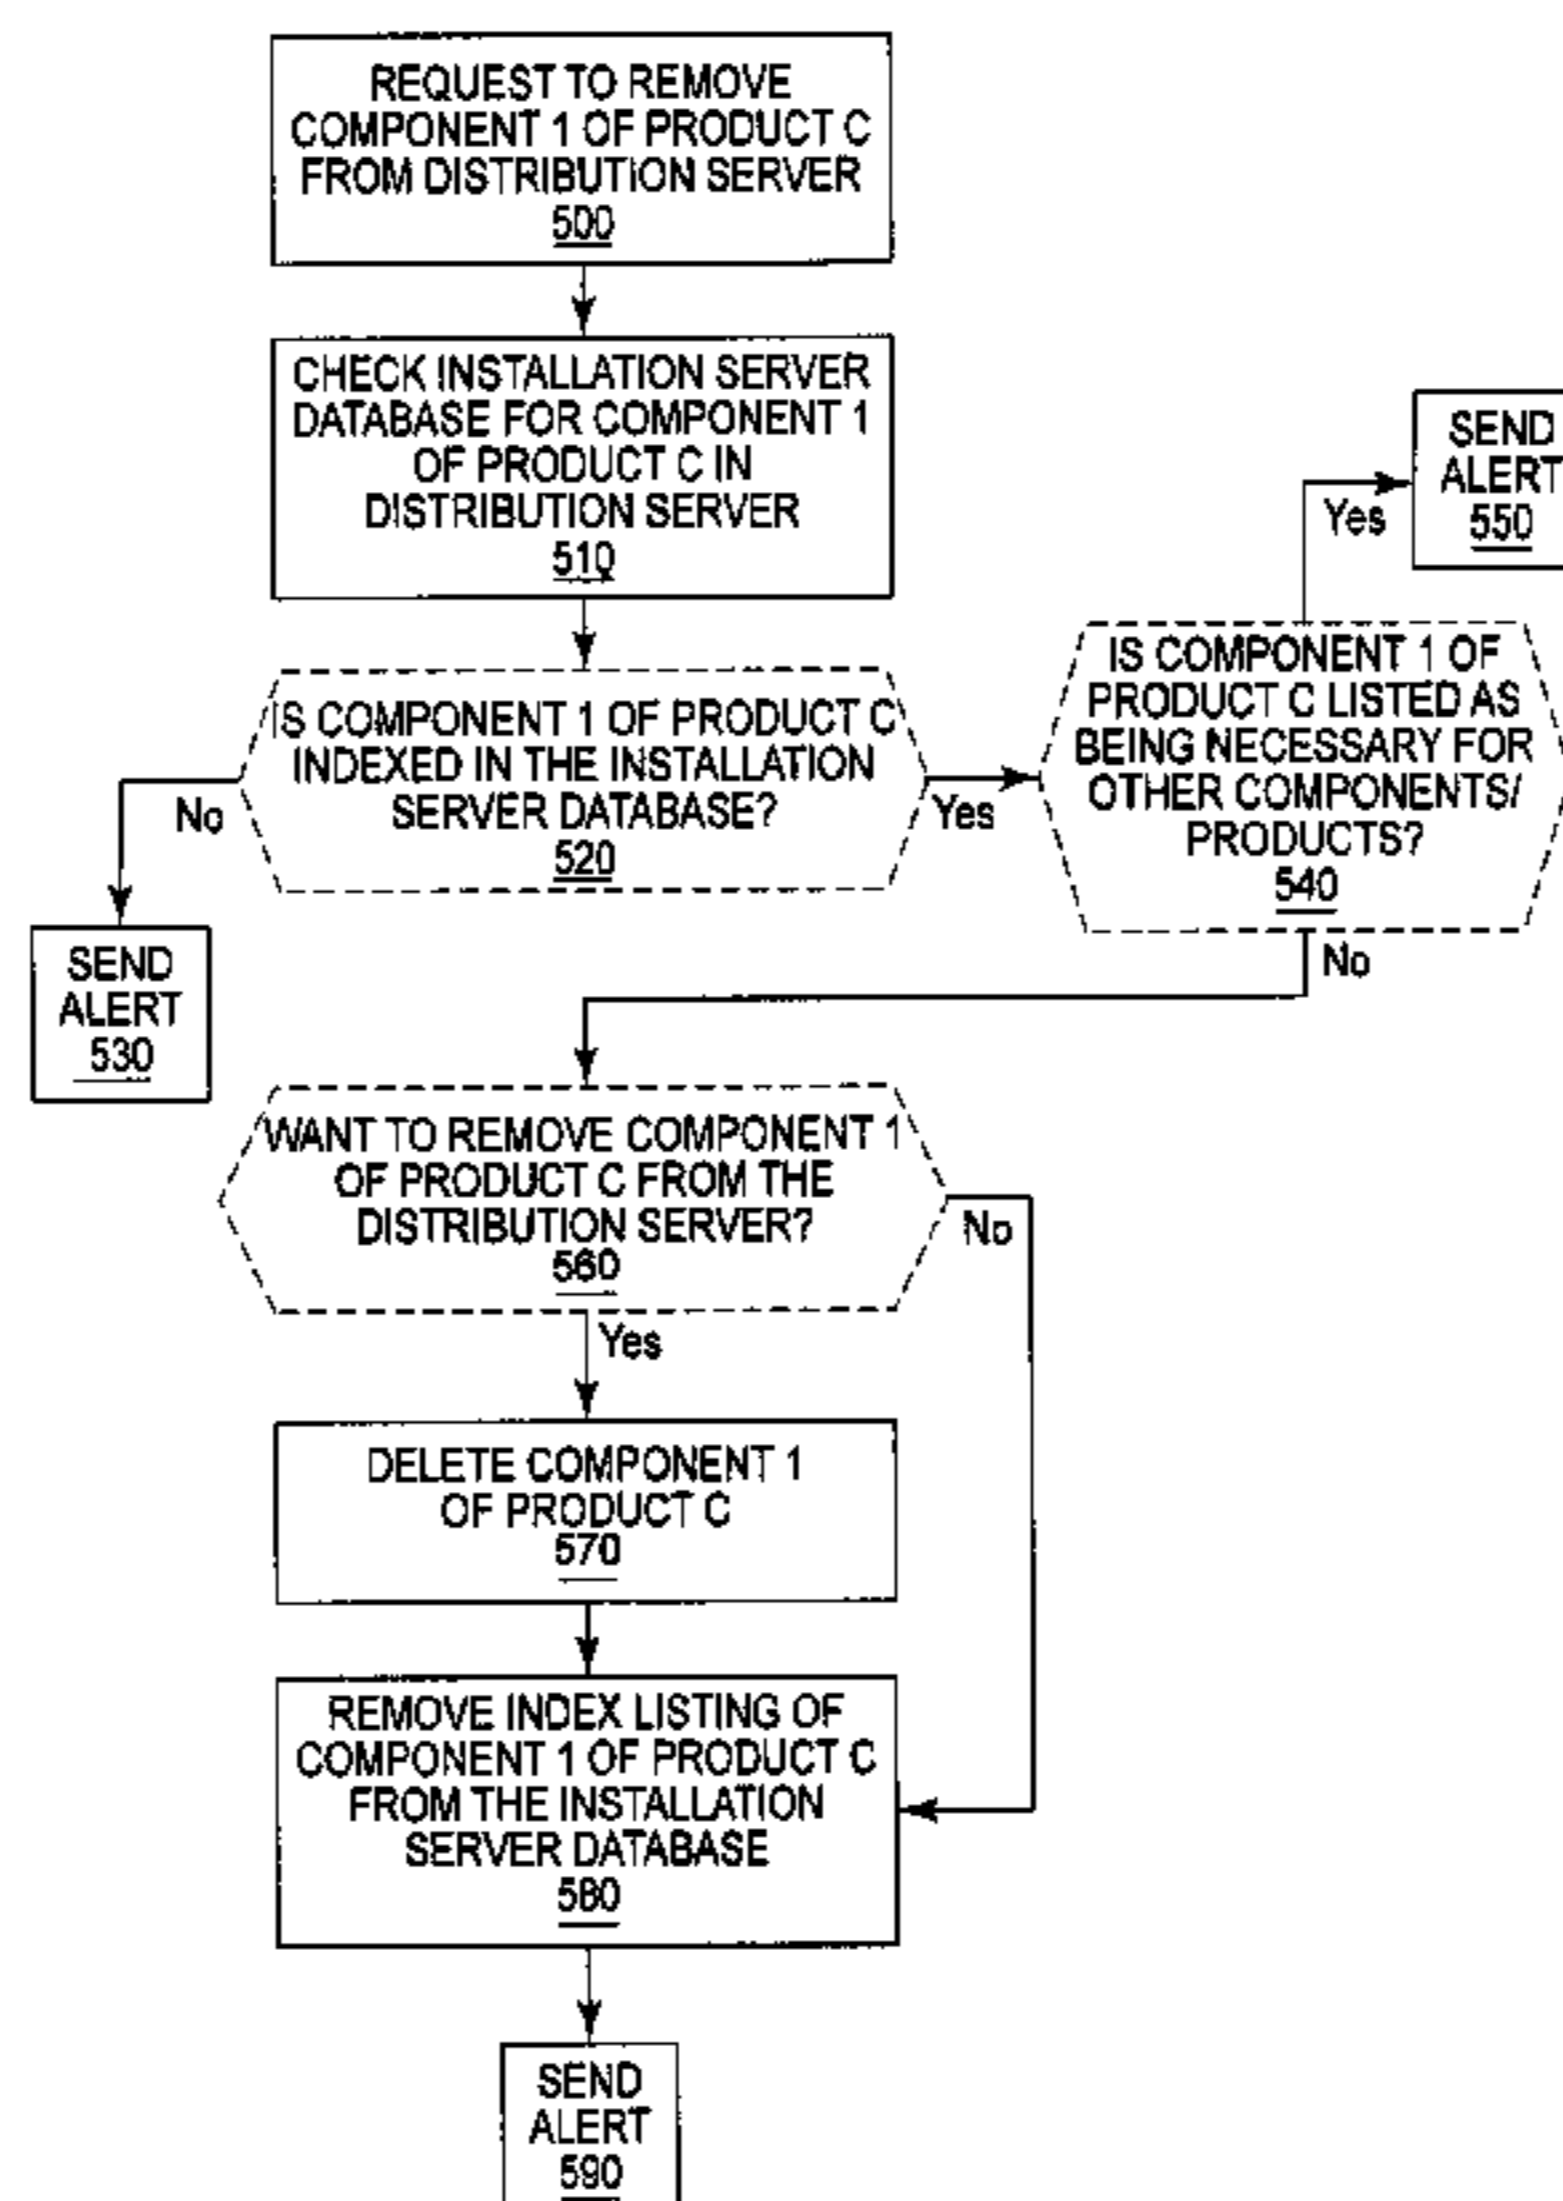 REQUEST TO REMOVE
COMPONENT 1 OF PRODUCT C
FROM DISTRIBUTION SERVER
500
CHECK INSTALLATION SERVER
DATABASE FOR COMPONENT 1
OF PRODUCT C IN
DISTRIBUTION SERVER
510
SEND
ALERT
550
Yes
IS COMPONENT 1 OF PRODUCT C
INDEXED IN THE INSTALLATION
SERVER DATABASE?
520
No
Yes
IS COMPONENT 1 OF
PRODUCT C LISTED AS
BEING NECESSARY FOR
OTHER COMPONENTS/
PRODUCTS?
540
No
SEND
ALERT
530
WANT TO REMOVE COMPONENT 1
OF PRODUCT C FROM THE
DISTRIBUTION SERVER?
560
No
Yes
DELETE COMPONENT 1
OF PRODUCT C
570
REMOVE INDEX LISTING OF
COMPONENT 1 OF PRODUCT C
FROM THE INSTALLATION
SERVER DATABASE
580
SEND
ALERT
590